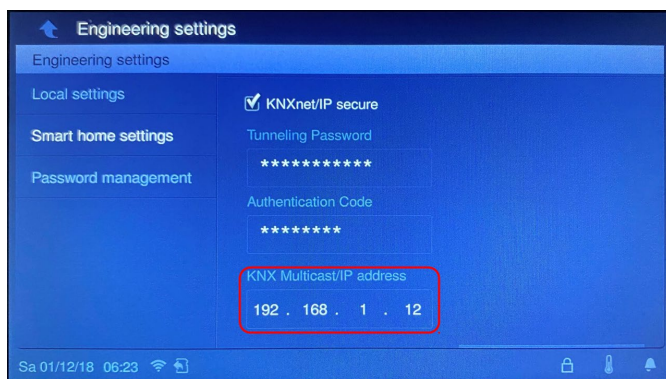 Engineering settings
Engineering settings
Local settings
Smart home settings
Password management
KNXnet/IP secure
Tunneling Password
***********
Authentication Code
********
KNX Multicast/IP address
192 . 168 . 1 . 12
Sa 01/12/18 06:23